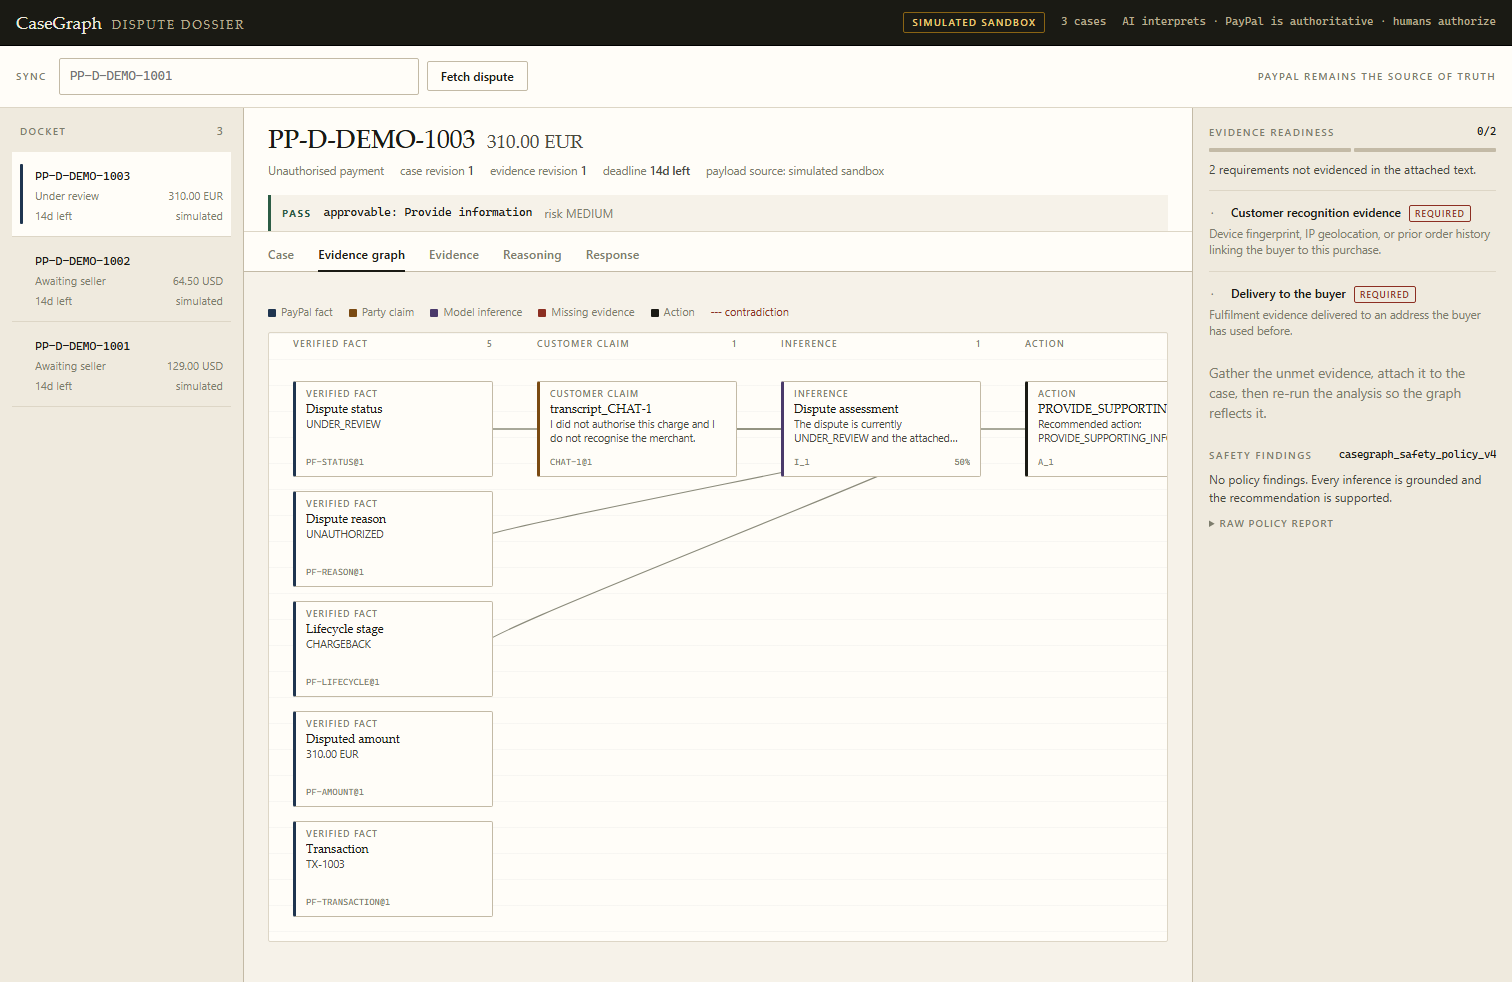 CaseGraph DISPUTE DOSSIER
SIMULATED SANDBOX
3 cases
AI interprets · PayPal is authoritative · humans authorize
SYNC
PP-D-DEMO-1001
Fetch dispute
PAYPAL REMAINS THE SOURCE OF TRUTH
DOCKET 3
PP-D-DEMO-1003
Under review 310.00 EUR
14d left simulated
PP-D-DEMO-1002
Awaiting seller 64.50 USD
14d left simulated
PP-D-DEMO-1001
Awaiting seller 129.00 USD
14d left simulated
PP-D-DEMO-1003 310.00 EUR
Unauthorised payment case revision 1 evidence revision 1 deadline 14d left payload source: simulated sandbox
PASS approvable: Provide information risk MEDIUM
Case Evidence graph Evidence Reasoning Response
PayPal fact Party claim Model inference Missing evidence Action --- contradiction
VERIFIED FACT 5 CUSTOMER CLAIM 1 INFERENCE 1 ACTION
VERIFIED FACT
Dispute status
UNDER_REVIEW
PF-STATUS@1
CUSTOMER CLAIM
transcript_CHAT-1
I did not authorise this charge and I
do not recognise the merchant.
CHAT-1@1
INFERENCE
Dispute assessment
The dispute is currently
UNDER_REVIEW and the attached...
I_1 50%
ACTION
PROVIDE_SUPPORTIN
Recommended action:
PROVIDE_SUPPORTING_INF
A_1
VERIFIED FACT
Dispute reason
UNAUTHORIZED
PF-REASON@1
VERIFIED FACT
Lifecycle stage
CHARGEBACK
PF-LIFECYCLE@1
VERIFIED FACT
Disputed amount
310.00 EUR
PF-AMOUNT@1
VERIFIED FACT
Transaction
TX-1003
PF-TRANSACTION@1
EVIDENCE READINESS 0/2
2 requirements not evidenced in the attached text.
· Customer recognition evidence REQUIRED
Device fingerprint, IP geolocation, or prior order history
linking the buyer to this purchase.
· Delivery to the buyer REQUIRED
Fulfilment evidence delivered to an address the buyer
has used before.
Gather the unmet evidence, attach it to the
case, then re-run the analysis so the graph
reflects it.
SAFETY FINDINGS casegraph_safety_policy_v4
No policy findings. Every inference is grounded and
the recommendation is supported.
▶ RAW POLICY REPORT